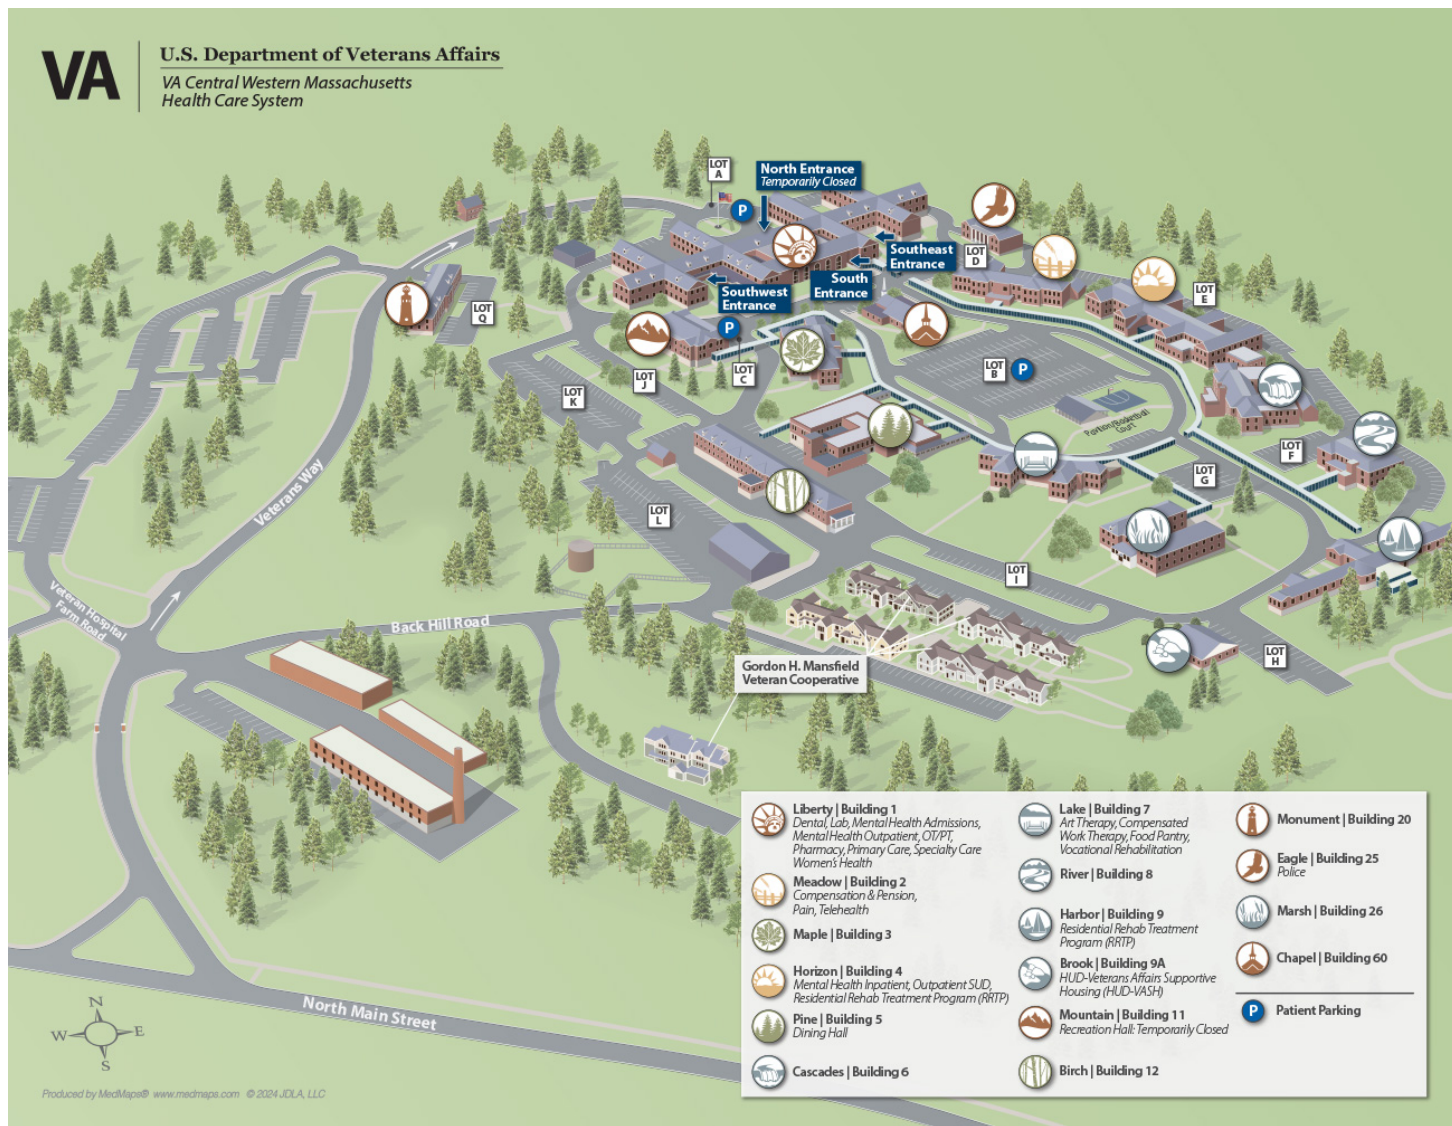 VA
U.S. Department of Veterans Affairs
VA Central Western Massachusetts
Health Care System
LOT
A
North Entrance
Temporarily Closed
P
Southeast
Entrance
LOT
D
South
Entrance
Southwest
Entrance
LOT
E
LOT
Q
P
LOT
B
P
LOT
C
LOT
J
LOT
K
Pavilion/Basketball
Court
LOT
F
LOT
G
LOT
L
LOT
I
LOT
H
Veterans Way
Veteran Hospital
Farm Road
Back Hill Road
Gordon H. Mansfield
Veteran Cooperative
North Main Street
N
W
E
S
Liberty | Building 1
Dental, Lab, Mental Health Admissions,
Mental Health Outpatient, OT/PT,
Pharmacy, Primary Care, Specialty Care
Women's Health
Meadow | Building 2
Compensation & Pension,
Pain, Telehealth
Maple | Building 3
Horizon | Building 4
Mental Health Inpatient, Outpatient SUD,
Residential Rehab Treatment Program (RRTP)
Pine | Building 5
Dining Hall
Cascades | Building 6
Lake | Building 7
Art Therapy, Compensated
Work Therapy, Food Pantry,
Vocational Rehabilitation
River | Building 8
Harbor | Building 9
Residential Rehab Treatment
Program (RRTP)
Brook | Building 9A
HUD-Veterans Affairs Supportive
Housing (HUD-VASH)
Mountain | Building 11
Recreation Hall: Temporarily Closed
Birch | Building 12
Monument | Building 20
Eagle | Building 25
Police
Marsh | Building 26
Chapel | Building 60
P
Patient Parking
Produced by MedMaps® www.medmaps.com © 2024 JDLA, LLC